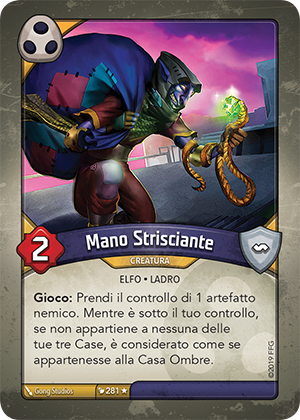 Mano Strisciante
2
CREATURA
ELFO • LADRO
Gioco: Prendi il controllo di 1 artefatto
nemico. Mentre è sotto il tuo controllo,
se non appartiene a nessuna delle
tue tre Case, è considerato come se
appartenesse alla Casa Ombre.
©2019 FFG
Gong Studios
281